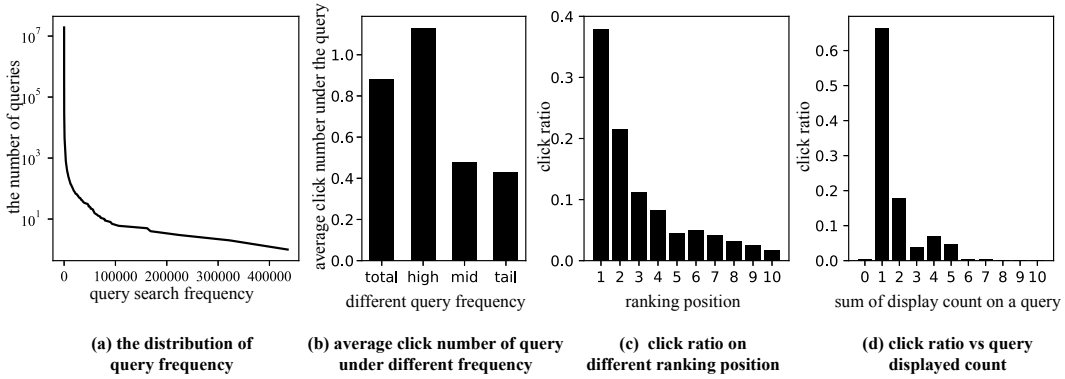 the number of queries
10^7
10^5
10^3
10^1
0 100000 200000 300000 400000
query search frequency
(a) the distribution of
query frequency
average click number under the query
1.0
0.8
0.6
0.4
0.2
0.0
total high mid tail
different query frequency
(b) average click number of query
under different frequency
click ratio
0.4
0.3
0.2
0.1
0.0
1 2 3 4 5 6 7 8 9 10
ranking position
(c) click ratio on
different ranking position
click ratio
0.6
0.5
0.4
0.3
0.2
0.1
0.0
0 1 2 3 4 5 6 7 8 9 10
sum of display count on a query
(d) click ratio vs query
displayed count